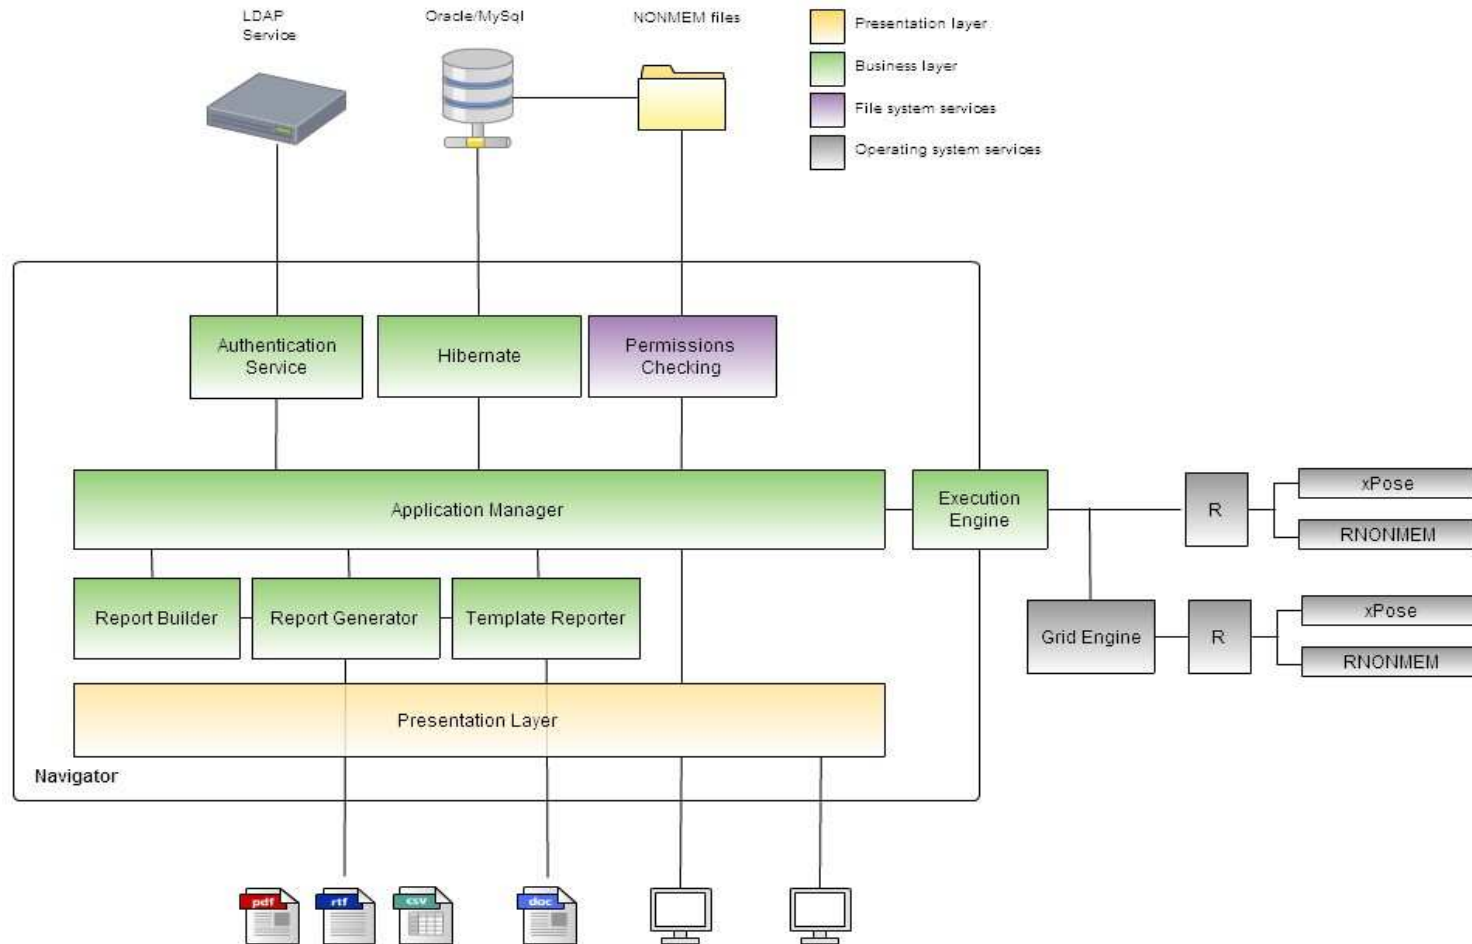 LDAP
Service
Oracle/MySql
NONMEM files
Presentation layer
Business layer
File system services
Operating system services
Authentication
Service
Hibernate
Permissions
Checking
Application Manager
Execution
Engine
R
xPose
RNONMEM
Report Builder
Report Generator
Template Reporter
Grid Engine
R
xPose
RNONMEM
Presentation Layer
Navigator
pdf
rtf
csv
doc